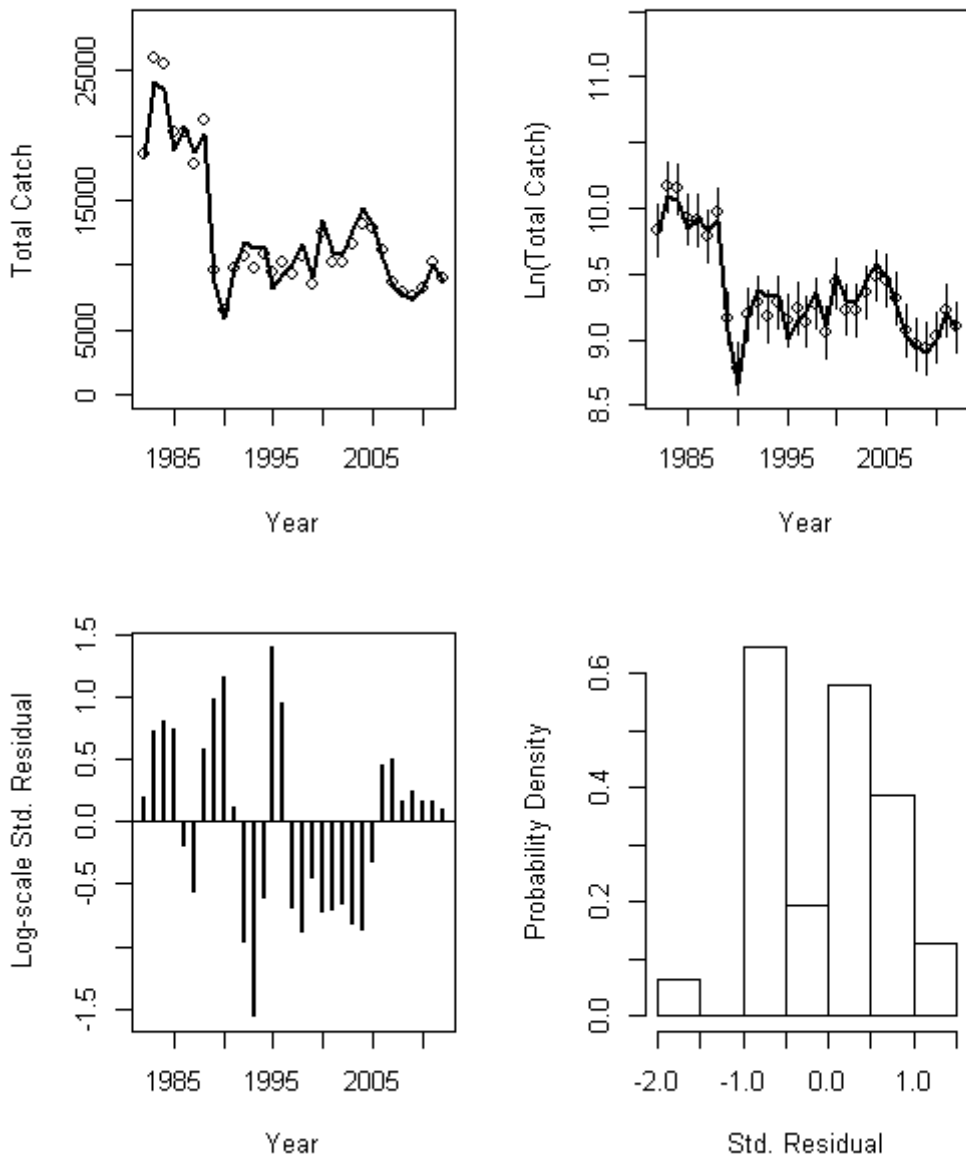 Total Catch
25000
15000
5000
0
1985 1995 2005
Year
Ln(Total Catch)
11.0
10.0
9.5
9.0
8.5
1985 1995 2005
Year
Log-scale Std. Residual
1.5
1.0
0.5
0.0
-0.5
-1.5
1985 1995 2005
Year
Probability Density
0.6
0.4
0.2
0.0
-2.0 -1.0 0.0 1.0
Std. Residual